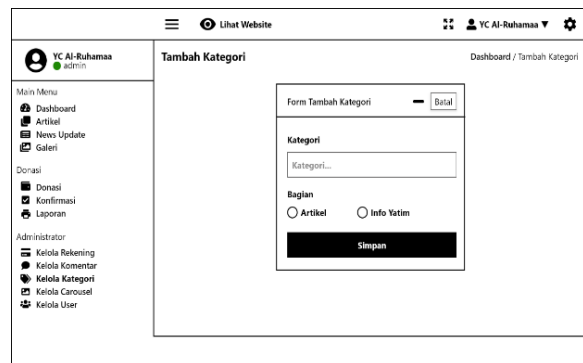 Lihat Website
YC Al-Ruhamaa ▼
YC Al-Ruhamaa
admin
Tambah Kategori
Dashboard / Tambah Kategori
Main Menu
Dashboard
Artikel
News Update
Galeri
Donasi
Donasi
Konfirmasi
Laporan
Administrator
Kelola Rekening
Kelola Komentar
Kelola Kategori
Kelola Carousel
Kelola User
Form Tambah Kategori
Batal
Kategori
Kategori...
Bagian
Artikel
Info Yatim
Simpan